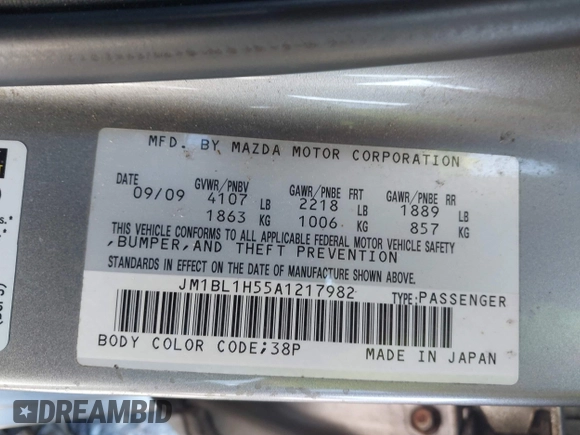 MFD. BY MAZDA MOTOR CORPORATION
DATE GVWR/PNBV GAWR/PNBE FRT GAWR/PNBE RR
09/09 4107 LB 2218 LB 1889 LB
1863 KG 1006 KG 857 KG
THIS VEHICLE CONFORMS TO ALL APPLICABLE FEDERAL MOTOR VEHICLE SAFETY
,BUMPER,AND THEFT PREVENTION
STANDARDS IN EFFECT ON THE DATE OF MANUFACTURE SHOWN ABOVE.
JM1BL1H55A1217982 TYPE:PASSENGER
BODY COLOR CODE;38P MADE IN JAPAN
DREAMBID